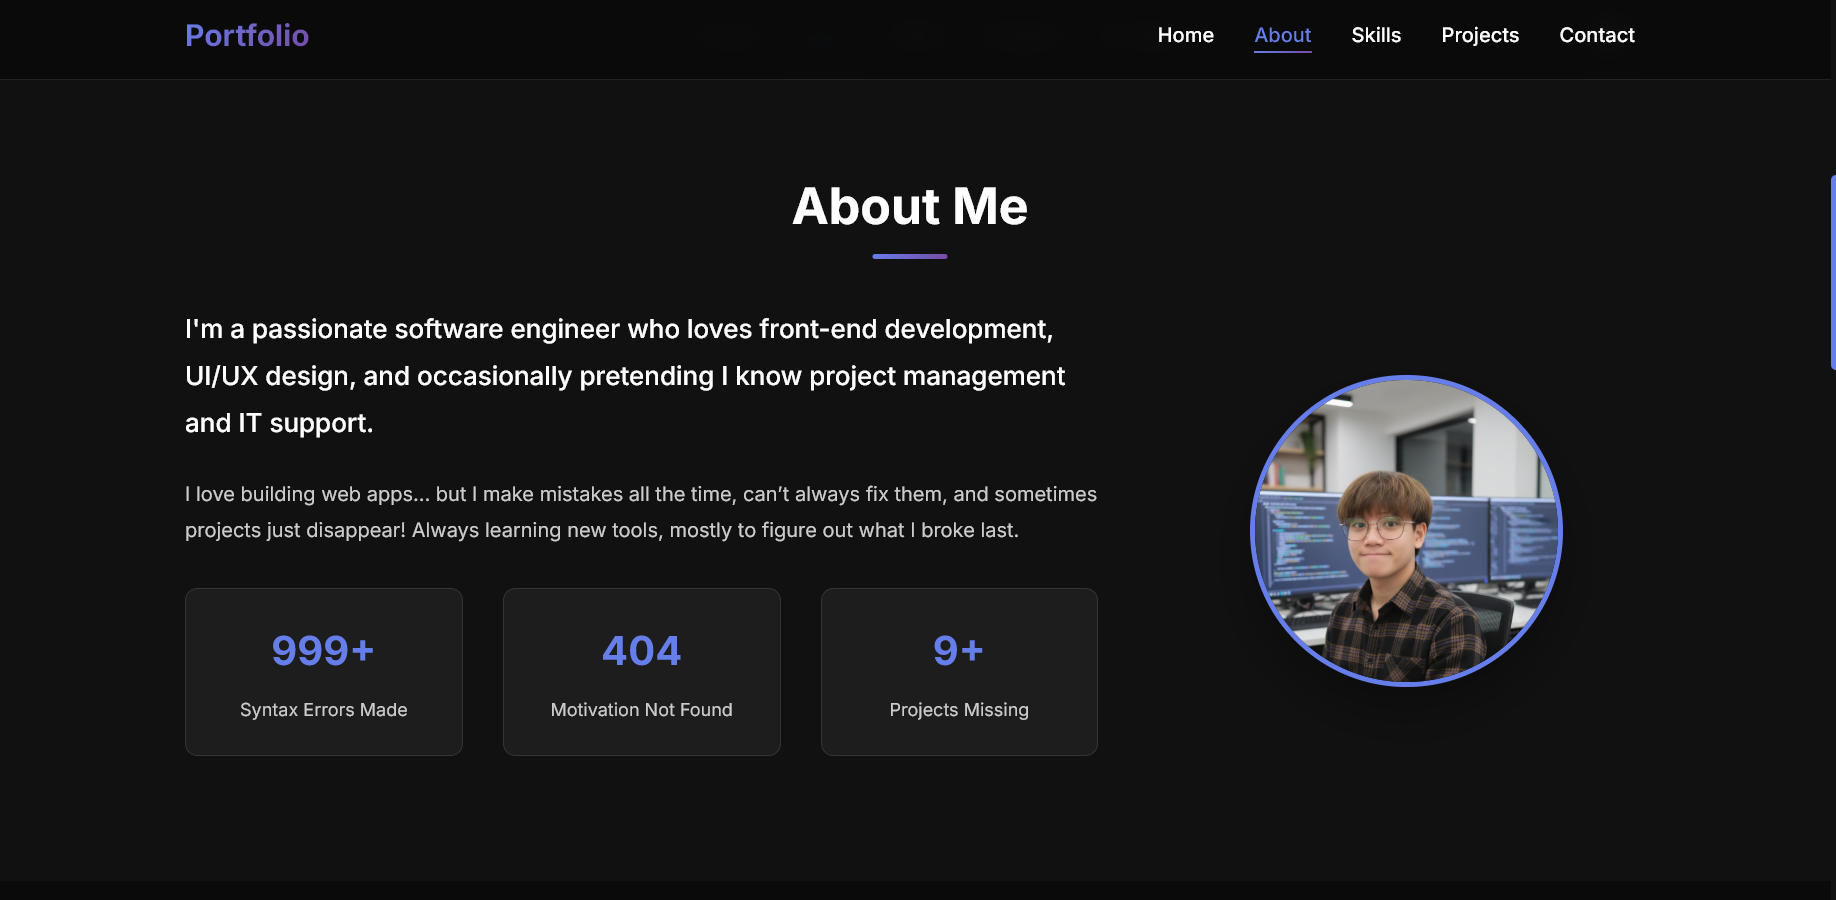 Portfolio
Home About Skills Projects Contact
About Me
I'm a passionate software engineer who loves front-end development,
UI/UX design, and occasionally pretending I know project management
and IT support.
I love building web apps... but I make mistakes all the time, can’t always fix them, and sometimes
projects just disappear! Always learning new tools, mostly to figure out what I broke last.
999+
Syntax Errors Made
404
Motivation Not Found
9+
Projects Missing